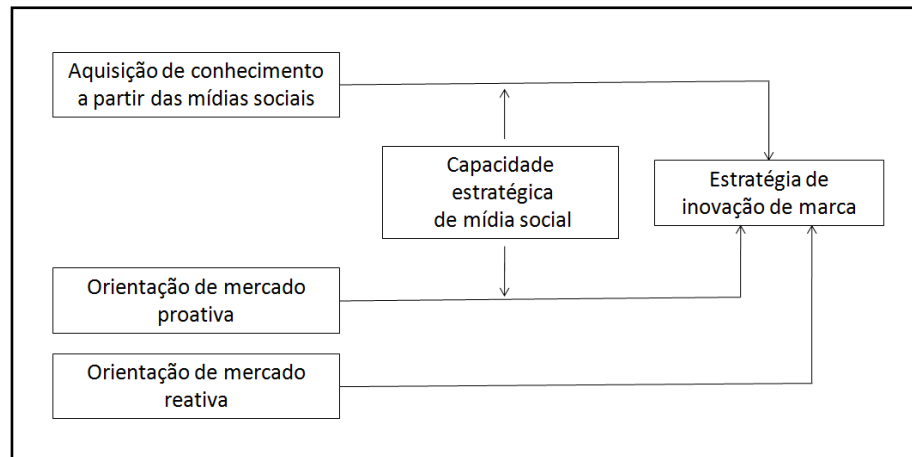 Aquisição de conhecimento
a partir das mídias sociais
Capacidade
estratégica
de mídia social
Estratégia de
inovação de marca
Orientação de mercado
proativa
Orientação de mercado
reativa